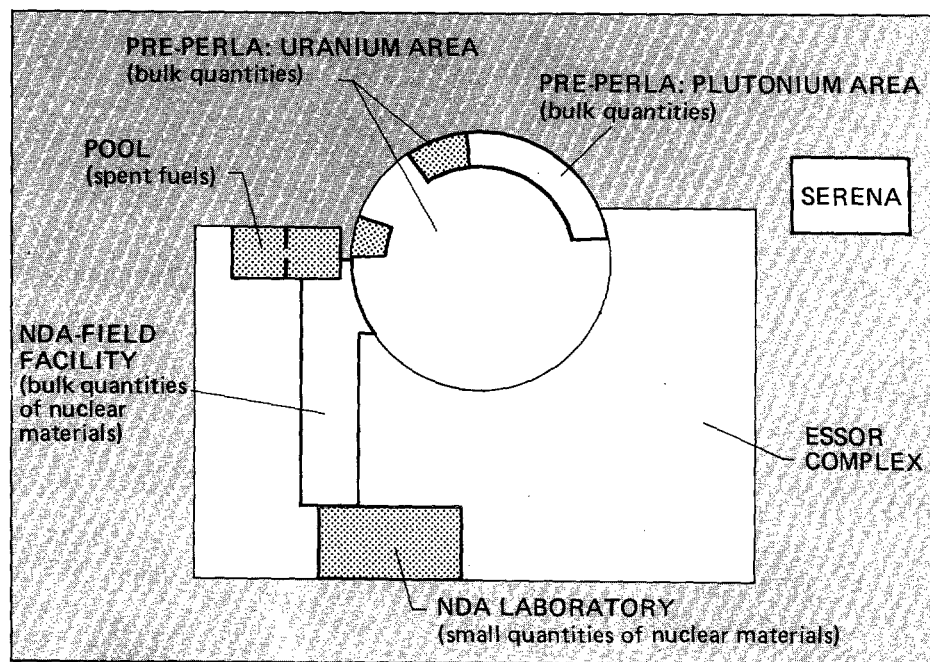 PRE-PERLA: URANIUM AREA
(bulk quantities)
PRE-PERLA: PLUTONIUM AREA
(bulk quantities)
POOL
(spent fuels)
SERENA
NDA-FIELD
FACILITY
(bulk quantities
of nuclear
materials)
ESSOR
COMPLEX
NDA LABORATORY
(small quantities of nuclear materials)